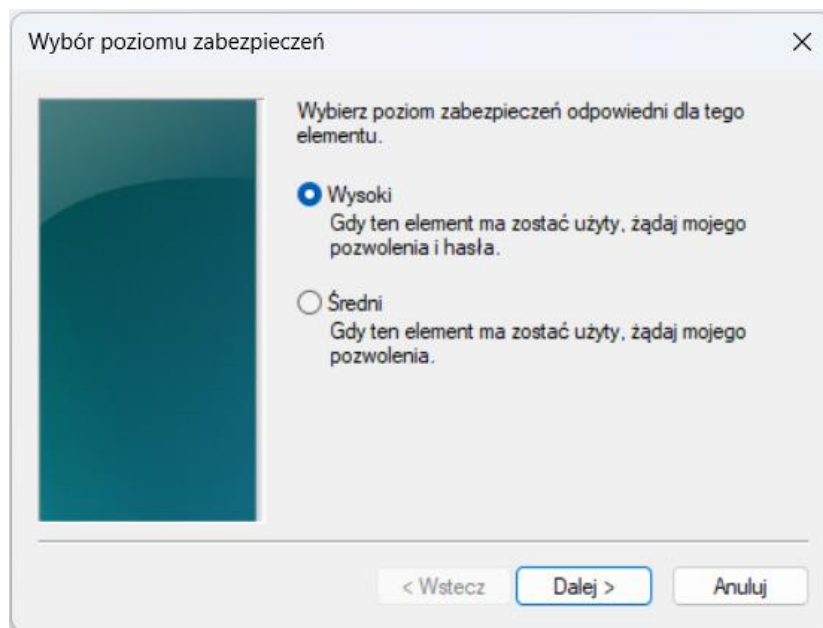 Wybór poziomu zabezpieczeń
Wybierz poziom zabezpieczeń odpowiedni dla tego
elementu.
Wysoki
Gdy ten element ma zostać użyty, żądaj mojego
pozwolenia i hasła.
Średni
Gdy ten element ma zostać użyty, żądaj mojego
pozwolenia.
< Wstecz
Dalej >
Anuluj